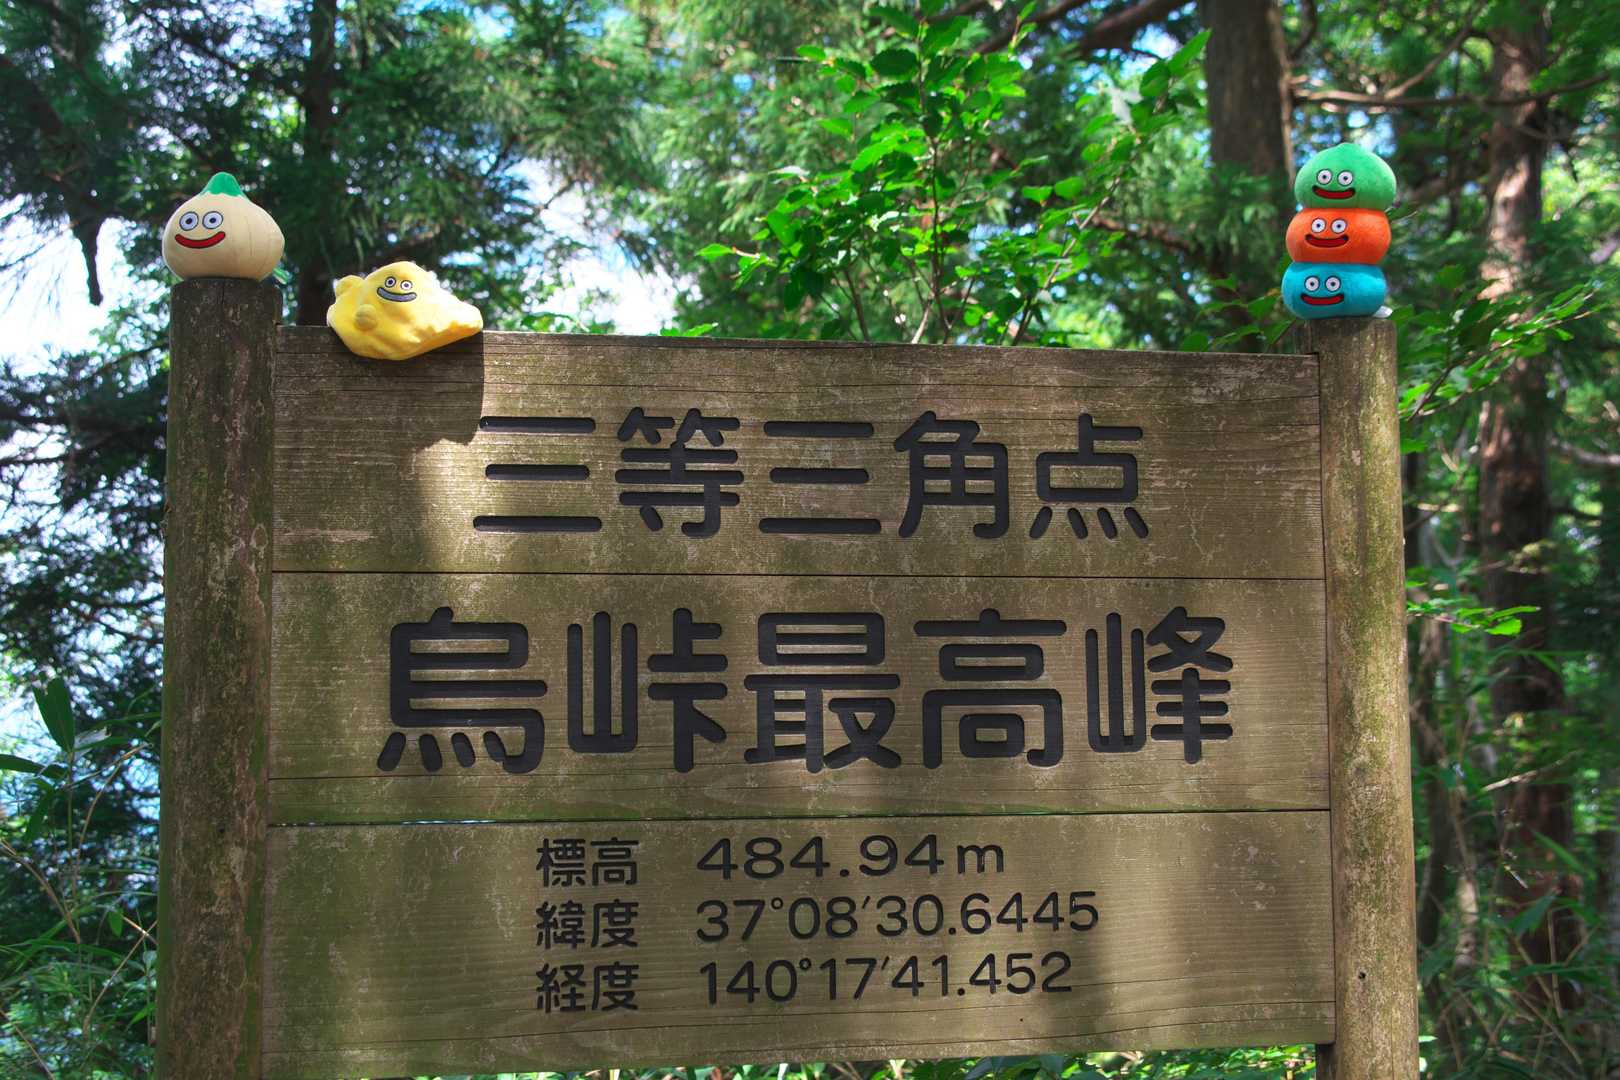 三等三角点
烏峠最高峰
標高 484.94m
緯度 37°08′30.6445
経度 140°17′41.452